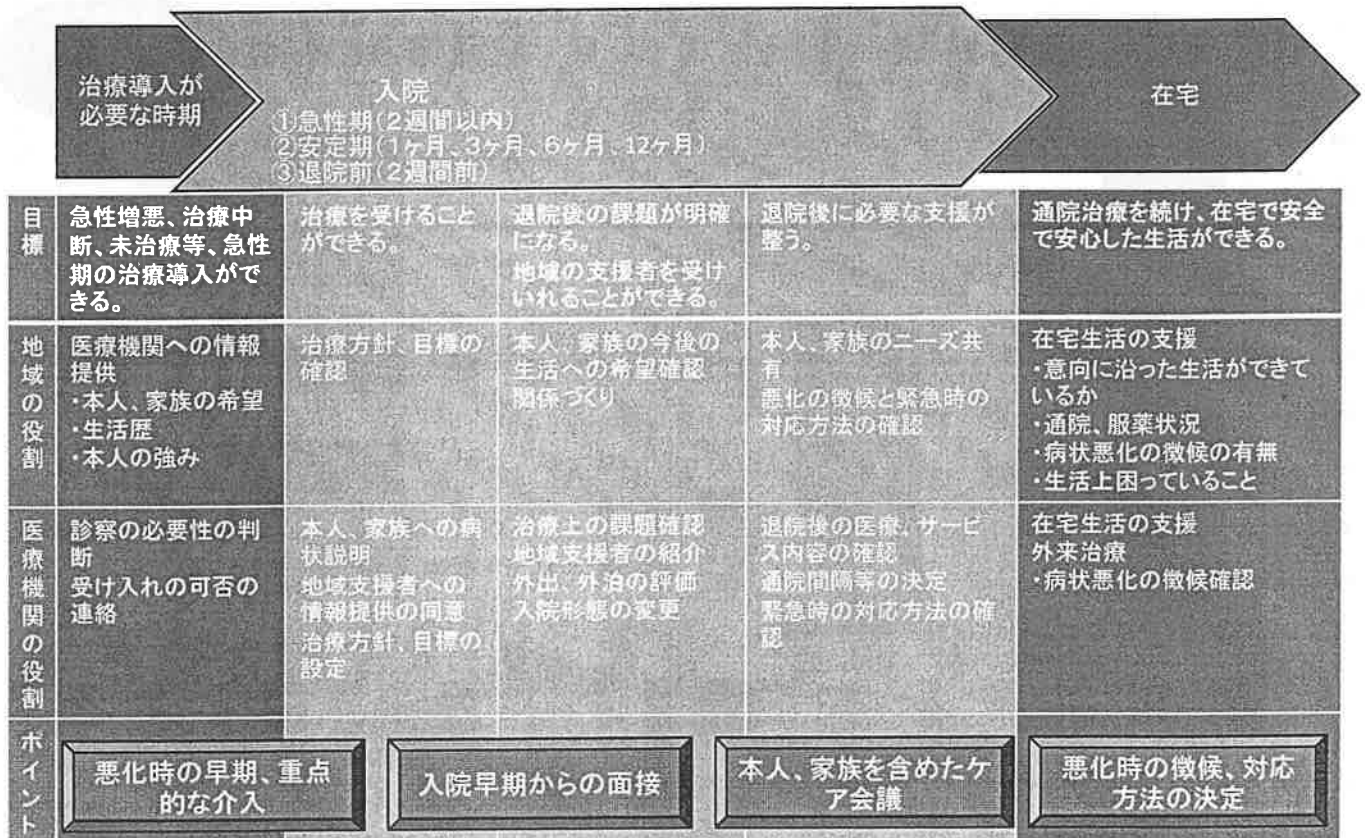 治療導入が
必要な時期
入院
①急性期(2週間以内)
②安定期(1ヶ月、3ヶ月、6ヶ月、12ヶ月)
③退院前(2週間前)
在宅
目標
急性増悪、治療中
断、未治療等、急性
期の治療導入がで
きる。
治療を受けること
ができる。
退院後の課題が明確
になる。
地域の支援者を受け
いれることができる。
退院後に必要な支援が
整う。
通院治療を続け、在宅で安全
で安心した生活ができる。
地域の役割
医療機関への情報
提供
・本人、家族の希望
・生活歴
・本人の強み
治療方針、目標の
確認
本人、家族の今後の
生活への希望確認
関係づくり
本人、家族のニーズ共
有
悪化の徴候と緊急時の
対応方法の確認
在宅生活の支援
・意向に沿った生活ができて
いるか
・通院、服薬状況
・病状悪化の徴候の有無
・生活上困っていること
医療機関の役割
診察の必要性の判
断
受け入れの可否の
連絡
本人、家族への病
状説明
地域支援者への
情報提供の同意
治療方針、目標の
設定
治療上の課題確認
地域支援者の紹介
外出、外泊の評価
入院形態の変更
退院後の医療、サービ
ス内容の確認
通院間隔等の決定
緊急時の対応方法の確
認
在宅生活の支援
外来治療
・病状悪化の徴候確認
ポイント
悪化時の早期、重点
的な介入
入院早期からの面接
本人、家族を含めたケ
ア会議
悪化時の徴候、対応
方法の決定